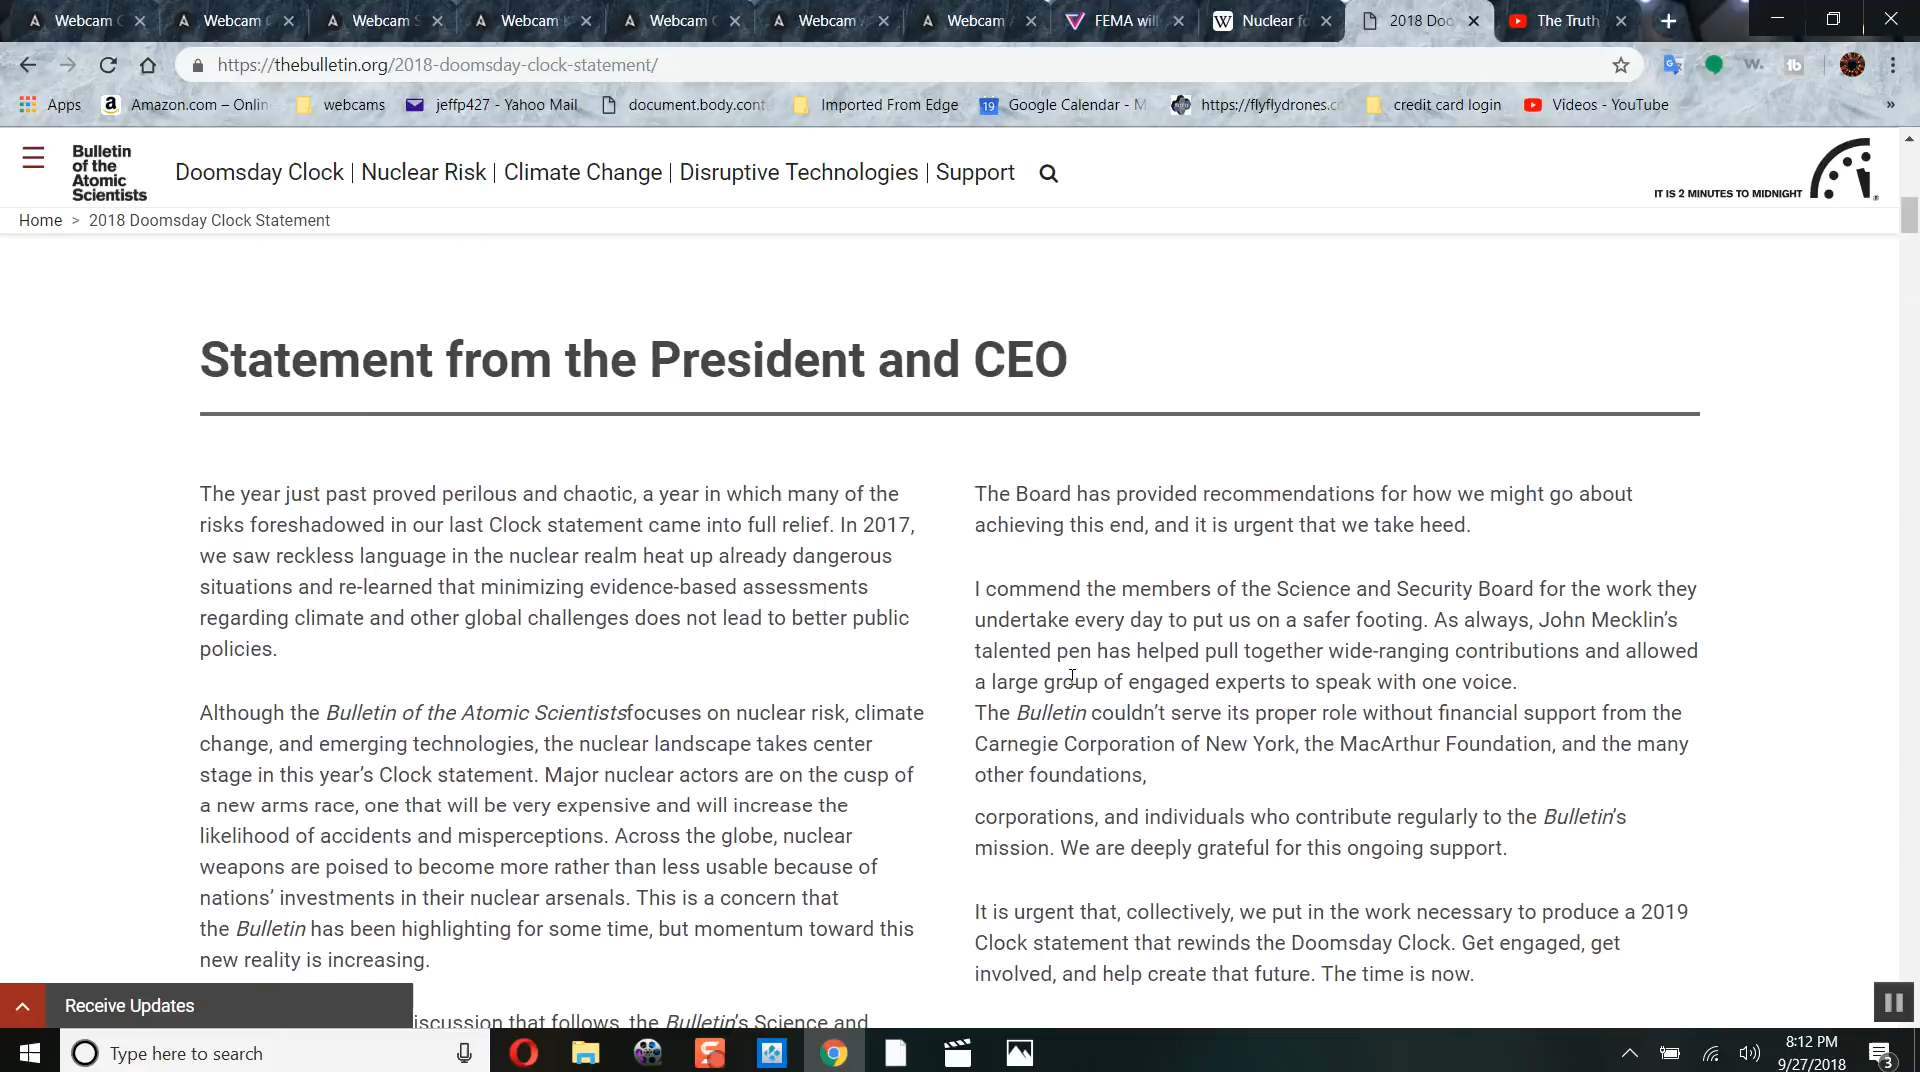 Webcam
Webcam
Webcam
Webcam
Webcam
Webcam
Webcam
FEMA will
Nuclear fo
2018 Doo
The Truth
https://thebulletin.org/2018-doomsday-clock-statement/
Apps
Amazon.com – Onlin
webcams
jeffp427 - Yahoo Mail
document.body.cont
Imported From Edge
19
Google Calendar - M
https://flyflydrones.c
credit card login
Videos - YouTube
»
Bulletin
of the
Atomic
Scientists
Doomsday Clock | Nuclear Risk | Climate Change | Disruptive Technologies | Support
IT IS 2 MINUTES TO MIDNIGHT
Home > 2018 Doomsday Clock Statement
Statement from the President and CEO
The year just past proved perilous and chaotic, a year in which many of the
risks foreshadowed in our last Clock statement came into full relief. In 2017,
we saw reckless language in the nuclear realm heat up already dangerous
situations and re-learned that minimizing evidence-based assessments
regarding climate and other global challenges does not lead to better public
policies.
Although the Bulletin of the Atomic Scientistsfocuses on nuclear risk, climate
change, and emerging technologies, the nuclear landscape takes center
stage in this year’s Clock statement. Major nuclear actors are on the cusp of
a new arms race, one that will be very expensive and will increase the
likelihood of accidents and misperceptions. Across the globe, nuclear
weapons are poised to become more rather than less usable because of
nations’ investments in their nuclear arsenals. This is a concern that
the Bulletin has been highlighting for some time, but momentum toward this
new reality is increasing.
iscussion that follows, the Bulletin’s Science and
The Board has provided recommendations for how we might go about
achieving this end, and it is urgent that we take heed.
I commend the members of the Science and Security Board for the work they
undertake every day to put us on a safer footing. As always, John Mecklin’s
talented pen has helped pull together wide-ranging contributions and allowed
a large group of engaged experts to speak with one voice.
The Bulletin couldn’t serve its proper role without financial support from the
Carnegie Corporation of New York, the MacArthur Foundation, and the many
other foundations,
corporations, and individuals who contribute regularly to the Bulletin’s
mission. We are deeply grateful for this ongoing support.
It is urgent that, collectively, we put in the work necessary to produce a 2019
Clock statement that rewinds the Doomsday Clock. Get engaged, get
involved, and help create that future. The time is now.
Receive Updates
Type here to search
8:12 PM
9/27/2018
3